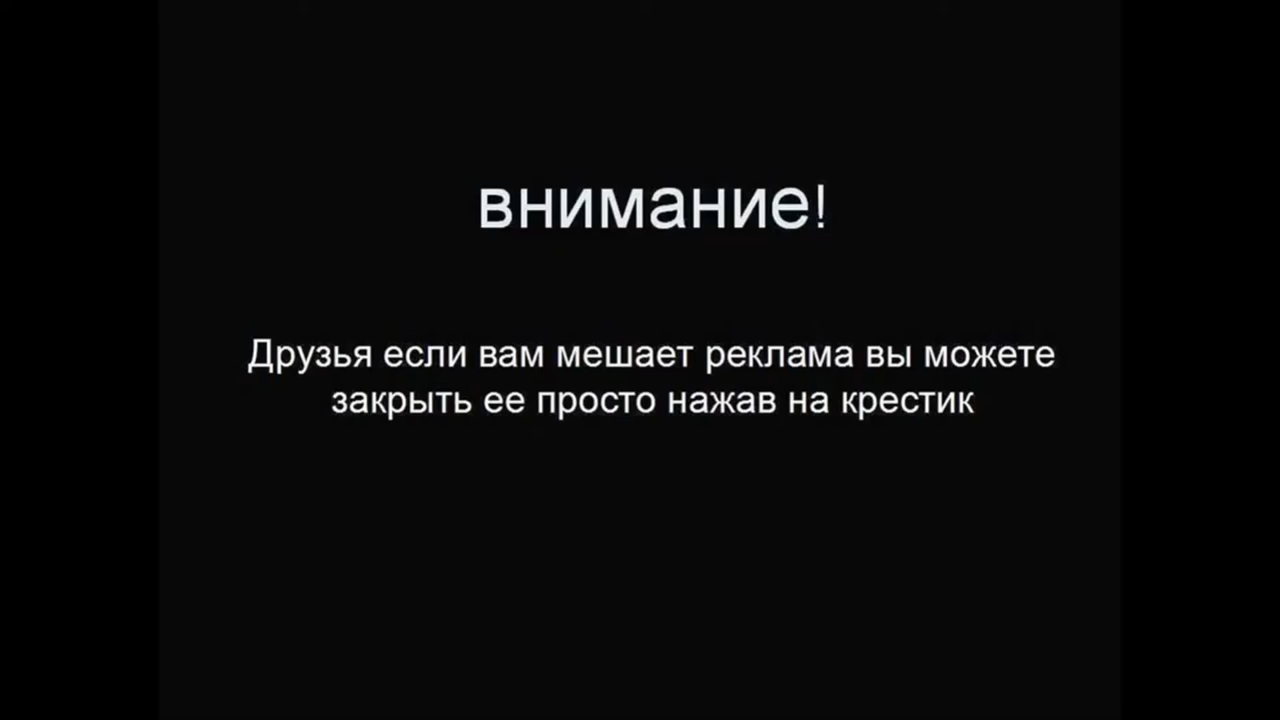 внимание!
Друзья если вам мешает реклама вы можете
закрыть ее просто нажав на крестик